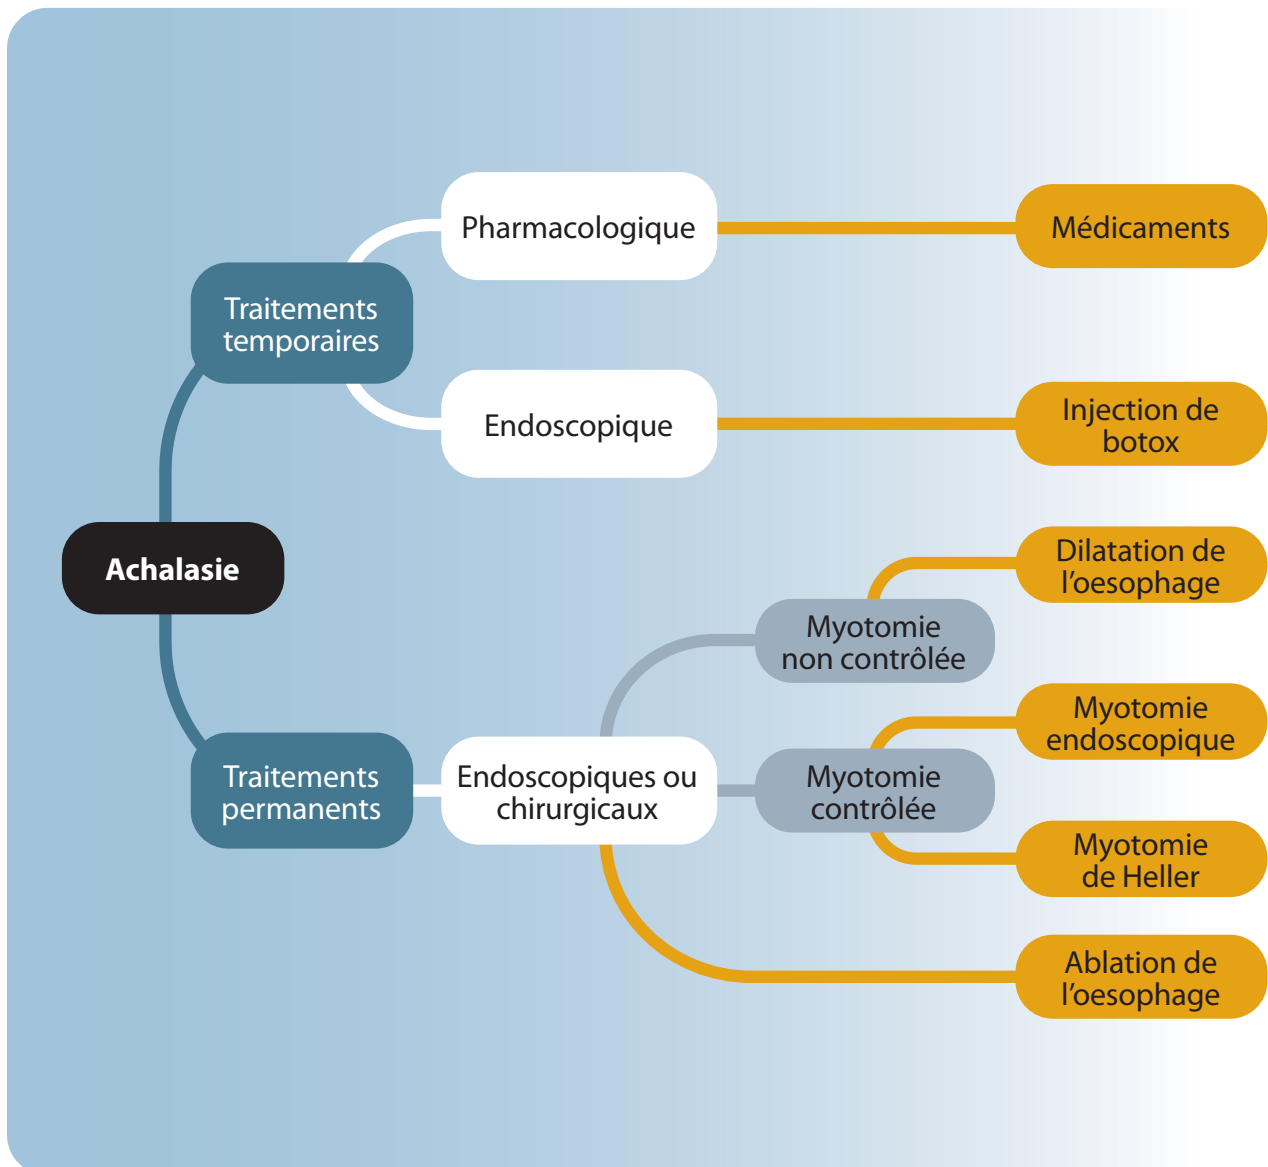 Pharmacologique
Médicaments
Traitements
temporaires
Endoscopique
Injection de
botox
Achalasie
Dilatation de
l’oesophage
Myotomie
non contrôlée
Myotomie
endoscopique
Traitements
permanents
Endoscopiques ou
chirurgicaux
Myotomie
contrôlée
Myotomie
de Heller
Ablation de
l’oesophage